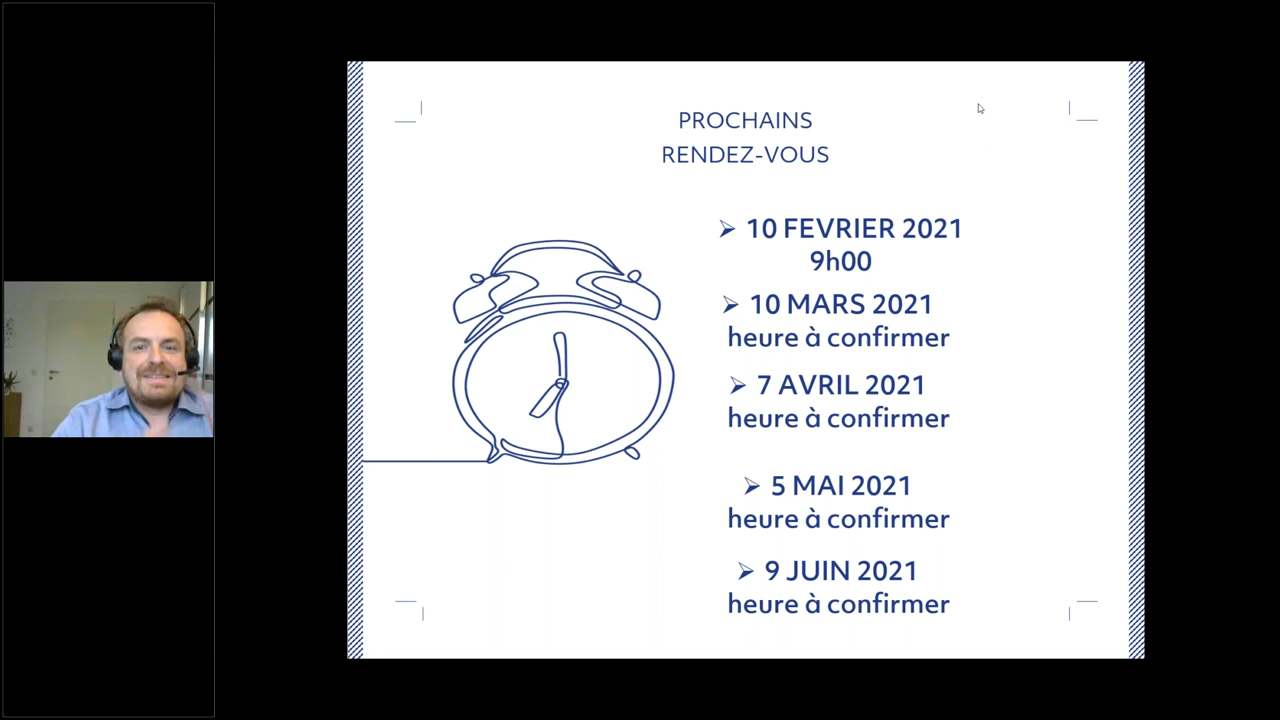 PROCHAINS
RENDEZ-VOUS
➢ 10 FEVRIER 2021
9h00
➢ 10 MARS 2021
heure à confirmer
➢ 7 AVRIL 2021
heure à confirmer
➢ 5 MAI 2021
heure à confirmer
➢ 9 JUIN 2021
heure à confirmer